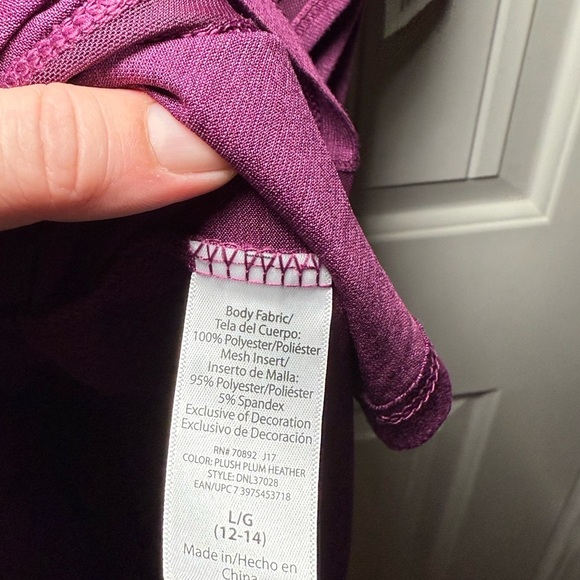 Body Fabric/
Tela del Cuerpo:
100% Polyester/Poliéster
Mesh Insert/
Inserto de Malla:
95% Polyester/Poliéster
5% Spandex
Exclusive of Decoration
Exclusivo de Decoración
RN# 70892 J17
COLOR: PLUSH PLUM HEATHER
STYLE: DNL37028
EAN/UPC 7 3975453718
L/G
(12-14)
Made in/Hecho en
China